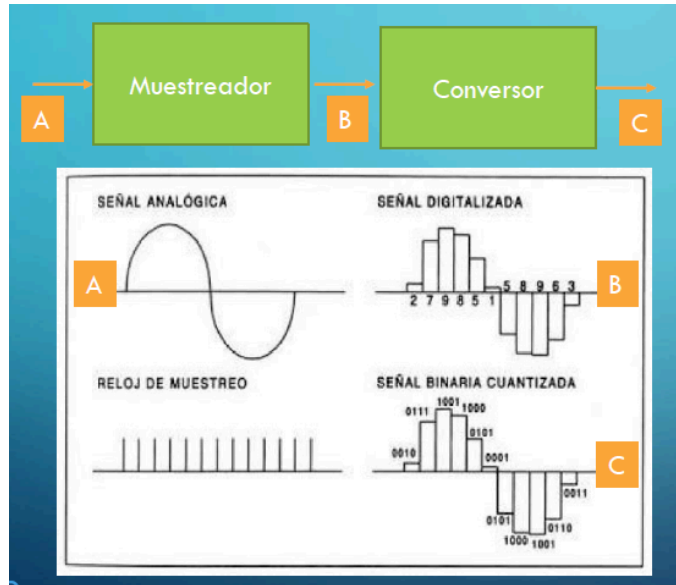 Muestreador
Conversor
A
B
C
SEÑAL ANALÓGICA
A
SEÑAL DIGITALIZADA
2 7 9 8 5 1 5 8 9 6 3
B
RELOJ DE MUESTREO
SEÑAL BINARIA CUANTIZADA
0010
0111
1001
1000
0101
0001
0101
1000
1001
0110
0011
C